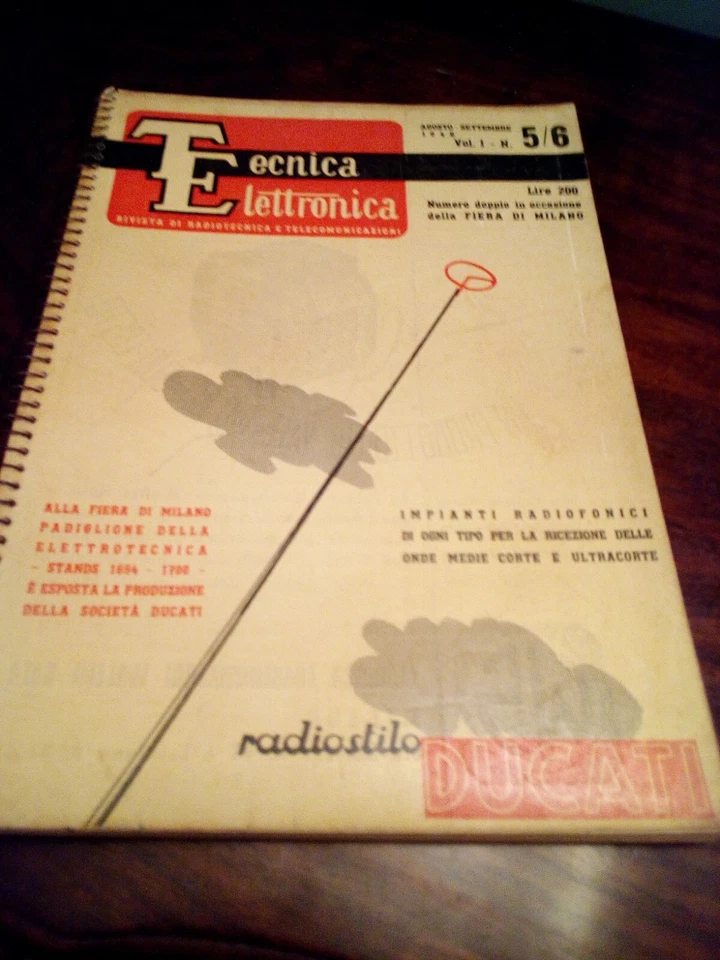 Tecnica
Elettronica
RIVISTA DI RADIOTECNICA E TELECOMUNICAZIONI
AGOSTO - SETTEMBRE
Vol. I - N. 5/6
Lire 200
Numero doppio in occasione
della FIERA DI MILANO
ALLA FIERA DI MILANO
PADIGLIONE DELLA
ELETTROTECNICA
- STANDS 1694 - 1700 -
È ESPOSTA LA PRODUZIONE
DELLA SOCIETÀ DUCATI
IMPIANTI RADIOFONICI
DI OGNI TIPO PER LA RICEZIONE DELLE
ONDE MEDIE CORTE E ULTRACORTE
radiostilo
DUCATI